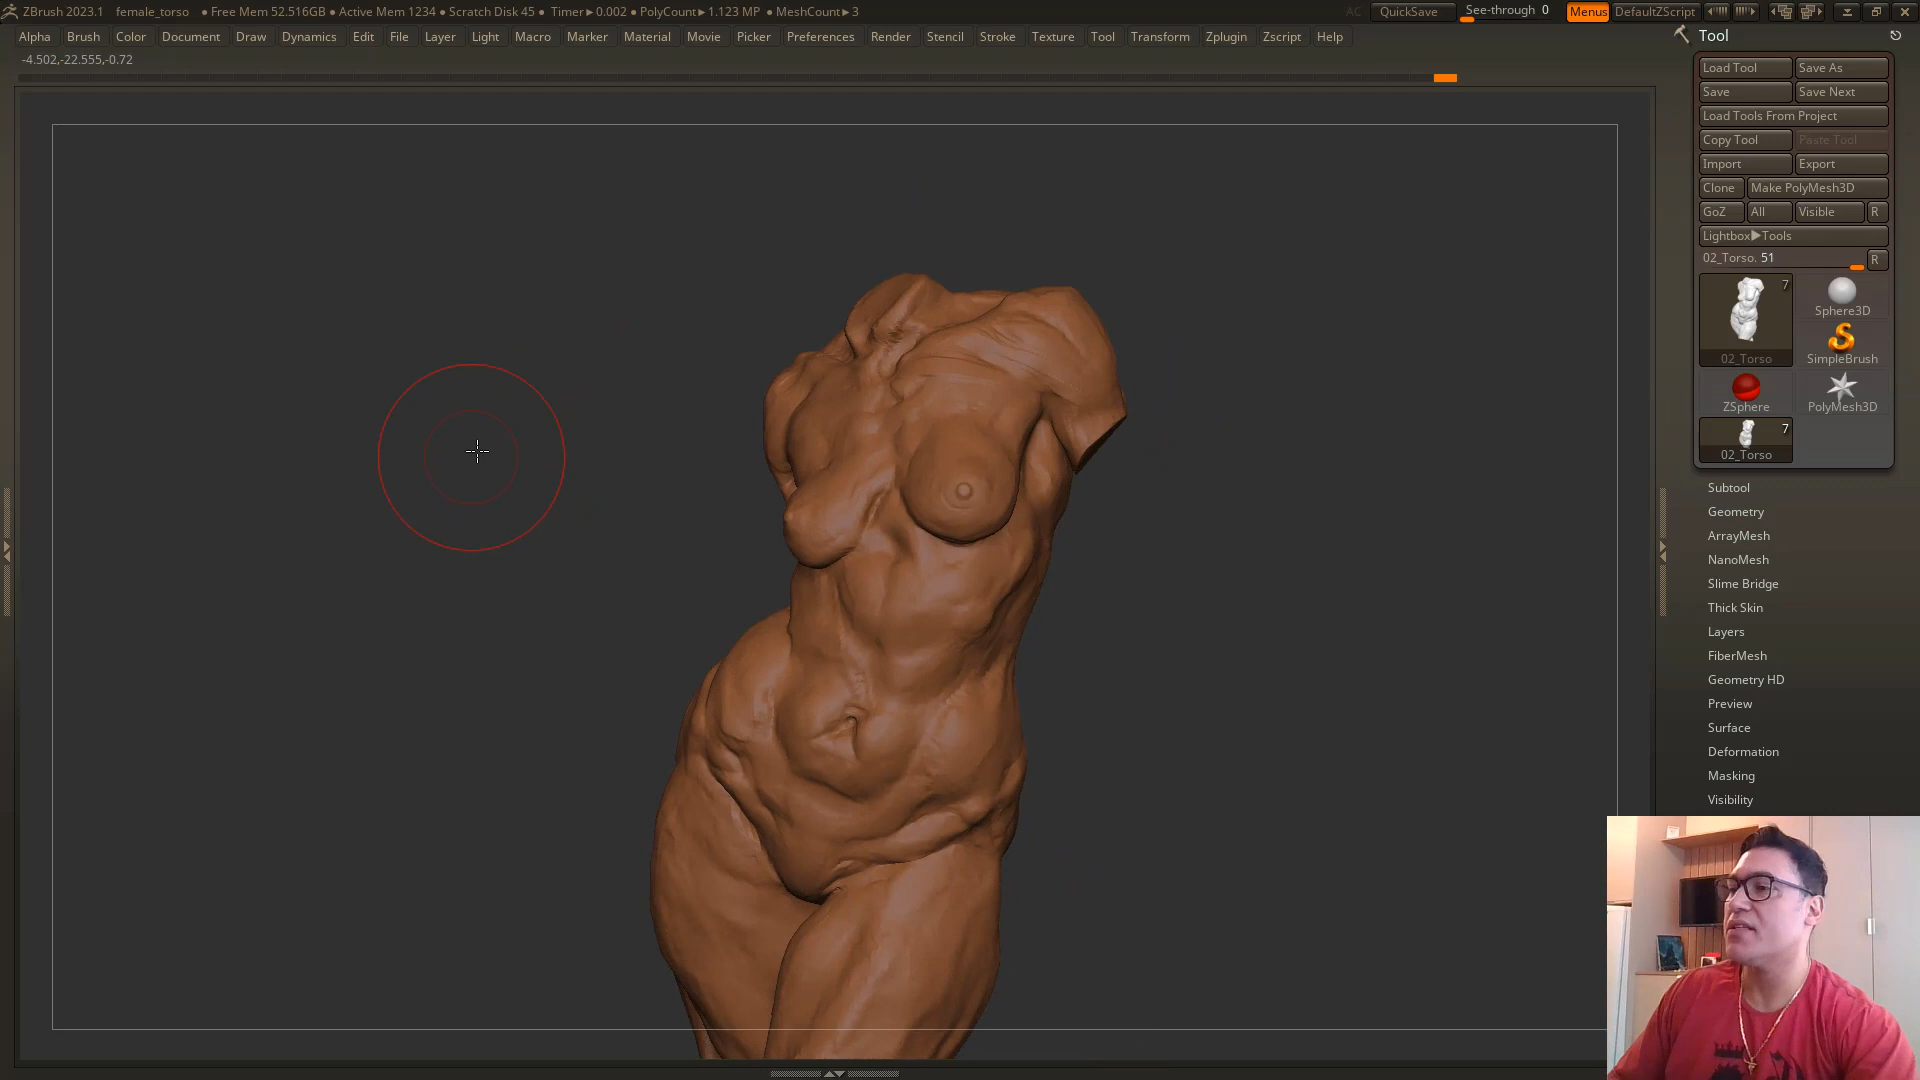 ZBrush 2023.1 female_torso ● Free Mem 52.516GB ● Active Mem 1234 ● Scratch Disk 45 ● Timer►0.002 ● PolyCount►1.123 MP ● MeshCount►3 AC QuickSave See-through 0 Menus DefaultZScript
Alpha Brush Color Document Draw Dynamics Edit File Layer Light Macro Marker Material Movie Picker Preferences Render Stencil Stroke Texture Tool Transform Zplugin Zscript Help
-4.502,-22.555,-0.72
Tool
Load Tool Save As
Save Save Next
Load Tools From Project
Copy Tool Paste Tool
Import Export
Clone Make PolyMesh3D
GoZ All Visible R
Lightbox►Tools
02_Torso. 51 R
7
Sphere3D
02_Torso SimpleBrush
ZSphere PolyMesh3D
7
02_Torso
Subtool
Geometry
ArrayMesh
NanoMesh
Slime Bridge
Thick Skin
Layers
FiberMesh
Geometry HD
Preview
Surface
Deformation
Masking
Visibility